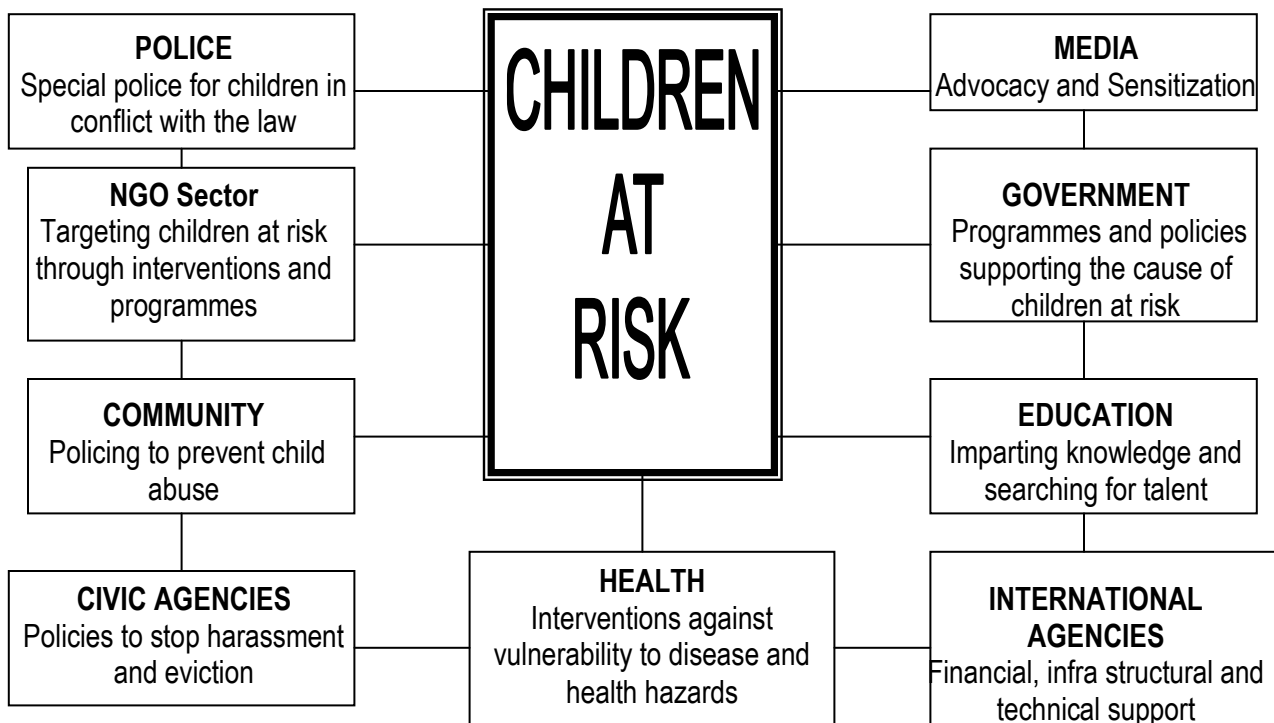 POLICE
Special police for children in
conflict with the law
NGO Sector
Targeting children at risk
through interventions and
programmes
COMMUNITY
Policing to prevent child
abuse
CIVIC AGENCIES
Policies to stop harassment
and eviction
CHILDREN
AT
RISK
HEALTH
Interventions against
vulnerability to disease and
health hazards
MEDIA
Advocacy and Sensitization
GOVERNMENT
Programmes and policies
supporting the cause of
children at risk
EDUCATION
Imparting knowledge and
searching for talent
INTERNATIONAL
AGENCIES
Financial, infra structural and
technical support